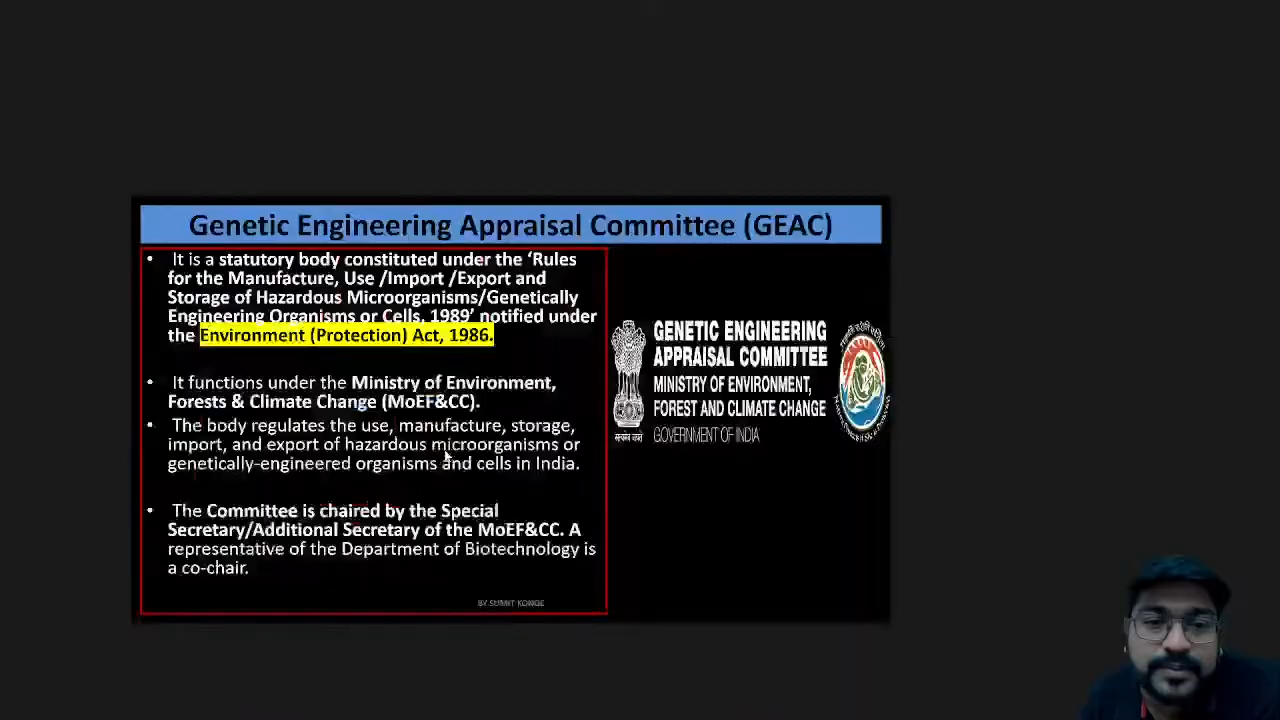 Genetic Engineering Appraisal Committee (GEAC)
• It is a statutory body constituted under the ‘Rules
for the Manufacture, Use /Import /Export and
Storage of Hazardous Microorganisms/Genetically
Engineering Organisms or Cells, 1989’ notified under
the Environment (Protection) Act, 1986.
• It functions under the Ministry of Environment,
Forests & Climate Change (MoEF&CC).
• The body regulates the use, manufacture, storage,
import, and export of hazardous microorganisms or
genetically-engineered organisms and cells in India.
• The Committee is chaired by the Special
Secretary/Additional Secretary of the MoEF&CC. A
representative of the Department of Biotechnology is
a co-chair.
BY SUMIT KONGE
GENETIC ENGINEERING
APPRAISAL COMMITTEE
MINISTRY OF ENVIRONMENT,
FOREST AND CLIMATE CHANGE
GOVERNMENT OF INDIA
सत्यमेव जयते